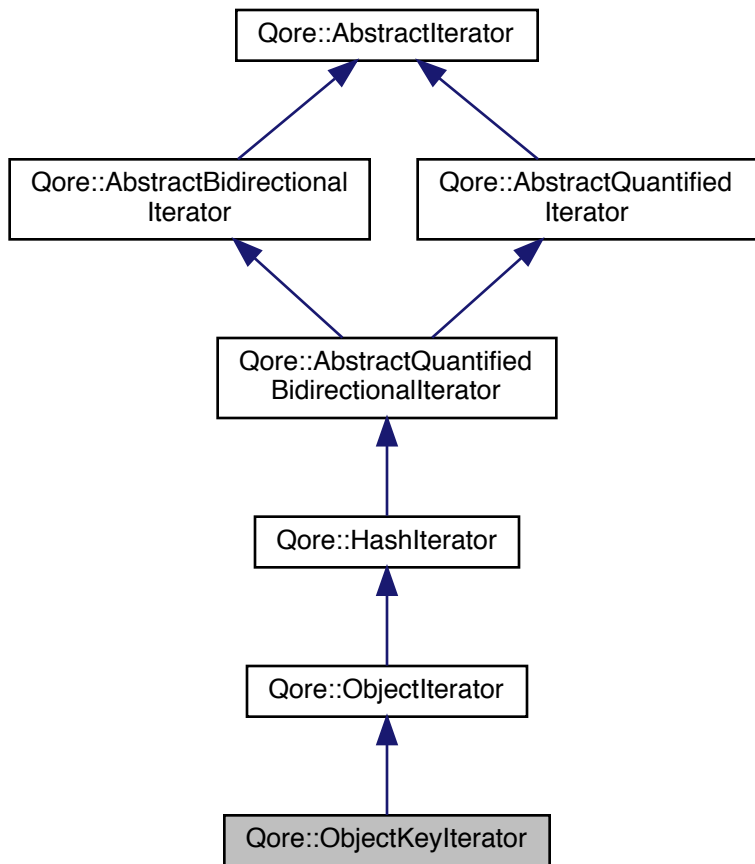 Qore::AbstractIterator
Qore::AbstractBidirectional
Iterator
Qore::AbstractQuantified
Iterator
Qore::AbstractQuantified
BidirectionalIterator
Qore::HashIterator
Qore::ObjectIterator
Qore::ObjectKeyIterator